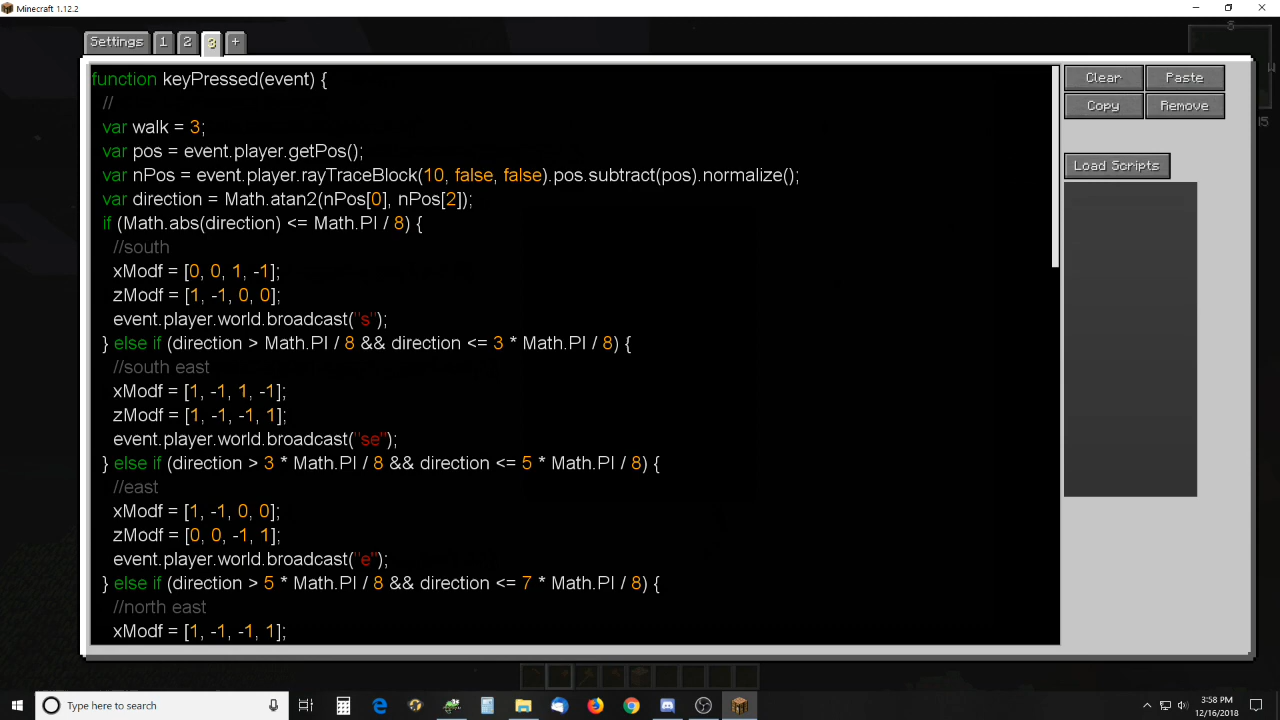 Minecraft 1.12.2
Settings 1 2 3 +
function keyPressed(event) {
//
var walk = 3;
var pos = event.player.getPos();
var nPos = event.player.rayTraceBlock(10, false, false).pos.subtract(pos).normalize();
var direction = Math.atan2(nPos[0], nPos[2]);
if (Math.abs(direction) <= Math.PI / 8) {
//south
xModf = [0, 0, 1, -1];
zModf = [1, -1, 0, 0];
event.player.world.broadcast("s");
} else if (direction > Math.PI / 8 && direction <= 3 * Math.PI / 8) {
//south east
xModf = [1, -1, 1, -1];
zModf = [1, -1, -1, 1];
event.player.world.broadcast("se");
} else if (direction > 3 * Math.PI / 8 && direction <= 5 * Math.PI / 8) {
//east
xModf = [1, -1, 0, 0];
zModf = [0, 0, -1, 1];
event.player.world.broadcast("e");
} else if (direction > 5 * Math.PI / 8 && direction <= 7 * Math.PI / 8) {
//north east
xModf = [1, -1, -1, 1];
Clear Paste
Copy Remove
Load Scripts
Type here to search
3:58 PM
12/16/2018